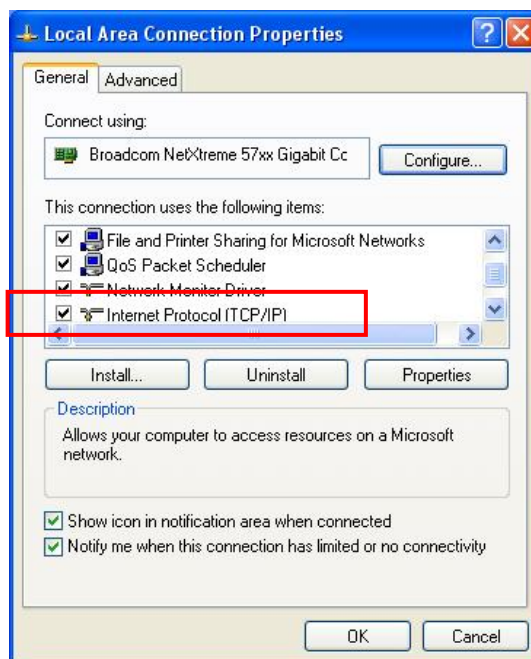 Local Area Connection Properties
General Advanced
Connect using:
Broadcom NetXtreme 57xx Gigabit Cc
Configure...
This connection uses the following items:
File and Printer Sharing for Microsoft Networks
QoS Packet Scheduler
Network Monitor Driver
Internet Protocol (TCP/IP)
Install... Uninstall Properties
Description
Allows your computer to access resources on a Microsoft
network.
Show icon in notification area when connected
Notify me when this connection has limited or no connectivity
OK Cancel